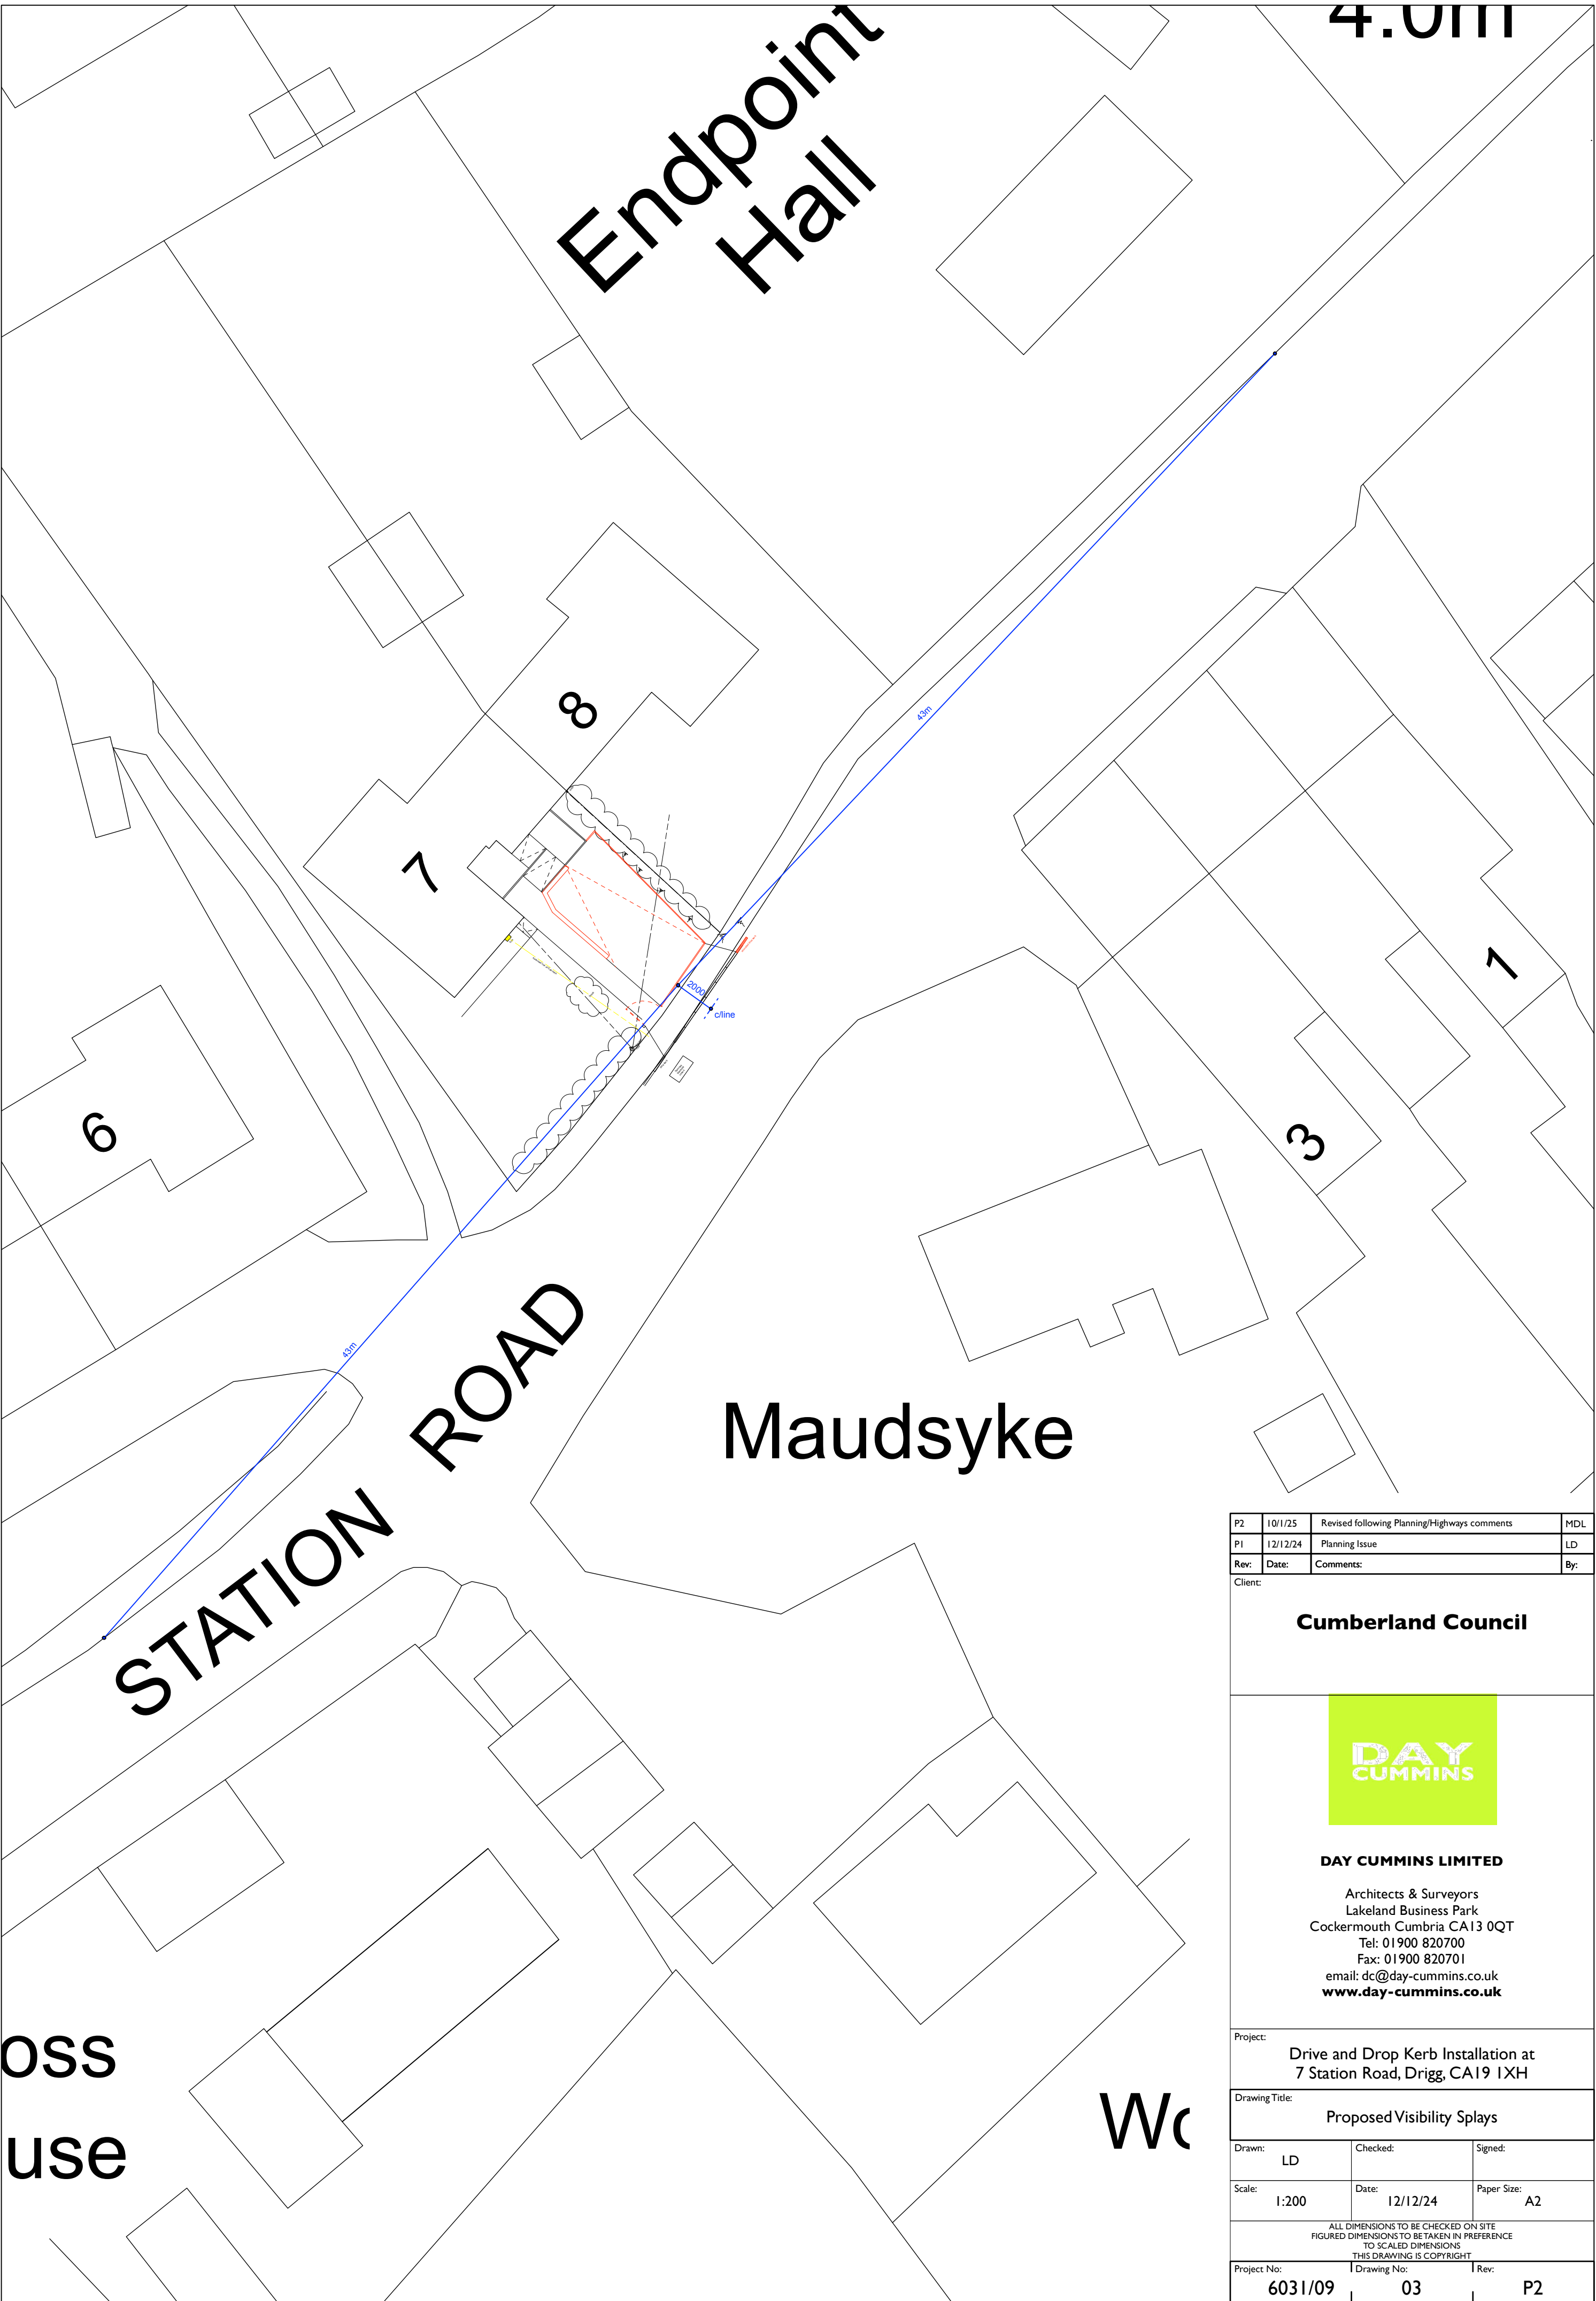 4.0m
Endpoint
Hall
43m
8
7
1
2000
c/line
3
6
43m
STATION ROAD
Maudsyke
oss
use
Wo
P2 10/1/25 Revised following Planning/Highways comments MDL
P1 12/12/24 Planning Issue LD
Rev: Date: Comments: By:
Client:
Cumberland Council
DAY
CUMMINS
DAY CUMMINS LIMITED
Architects & Surveyors
Lakeland Business Park
Cockermouth Cumbria CA13 0QT
Tel: 01900 820700
Fax: 01900 820701
email: dc@day-cummins.co.uk
www.day-cummins.co.uk
Project:
Drive and Drop Kerb Installation at
7 Station Road, Drigg, CA19 1XH
Drawing Title:
Proposed Visibility Splays
Drawn: Checked: Signed:
LD
Scale: Date: Paper Size:
1:200 12/12/24 A2
ALL DIMENSIONS TO BE CHECKED ON SITE
FIGURED DIMENSIONS TO BE TAKEN IN PREFERENCE
TO SCALED DIMENSIONS
THIS DRAWING IS COPYRIGHT
Project No: Drawing No: Rev:
6031/09 03 P2